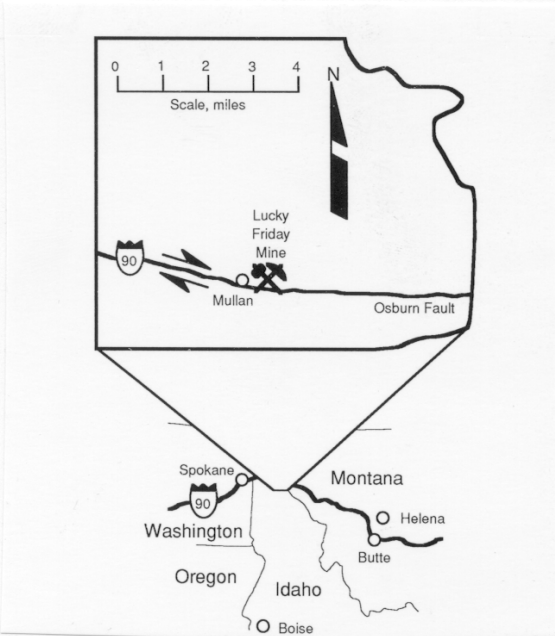 0 1 2 3 4
Scale, miles
N
Lucky
Friday
Mine
90
Mullan
Osburn Fault
Spokane
Montana
90
Helena
Washington
Butte
Oregon
Idaho
Boise